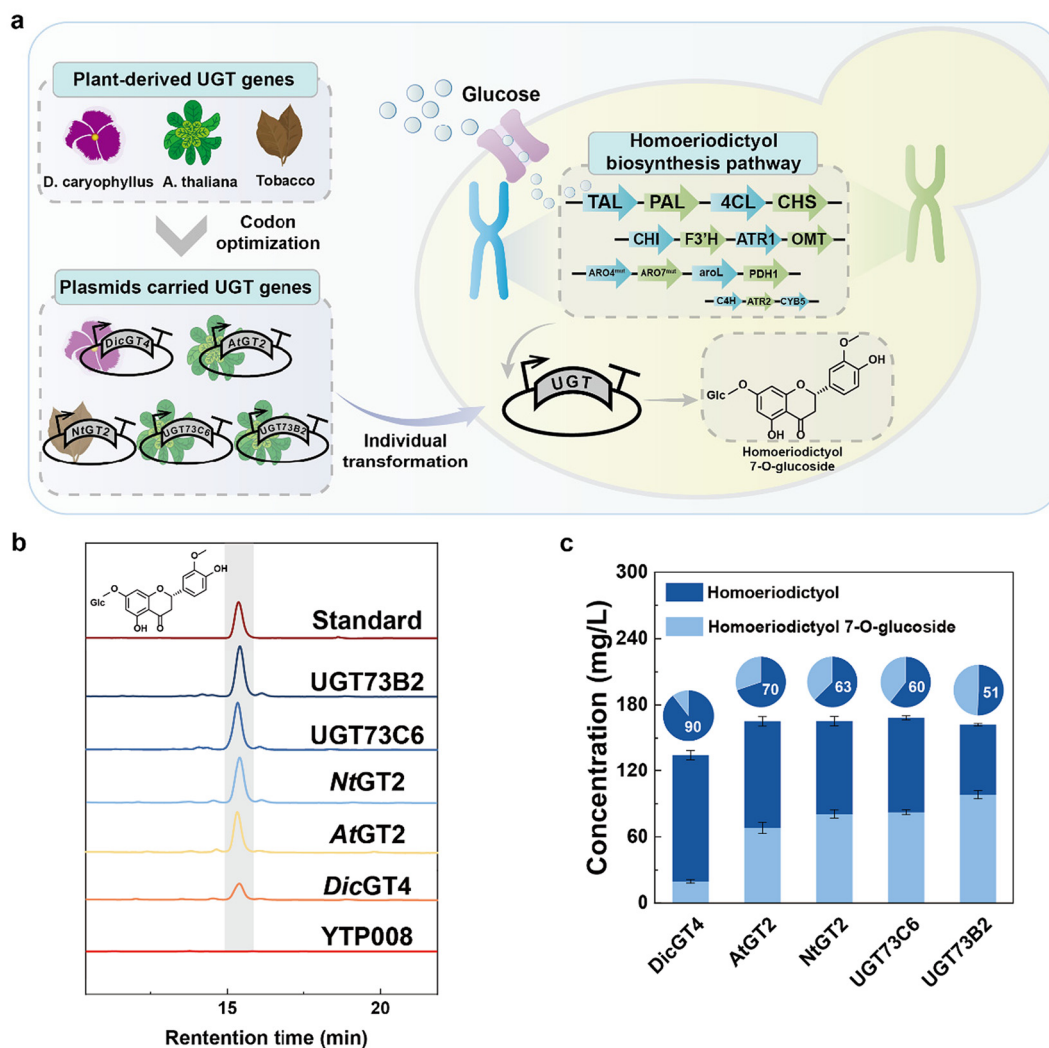 a
Plant-derived UGT genes
D. caryophyllus
A. thaliana
Tobacco
Codon
optimization
Plasmids carried UGT genes
DicGT4
AtGT2
NtGT2
UGT73C6
UGT73B2
Individual
transformation
Glucose
Homoeriodictyol
biosynthesis pathway
TAL
PAL
4CL
CHS
CHI
F3'H
ATR1
OMT
ARO4mut
ARO7mut
aroL
PDH1
C4H
ATR2
CYB5
UGT
O
OH
Glc
O
O
OH
O
Homoeriodictyol
7-O-glucoside
b
O
OH
O
Glc
O
OH
O
Standard
UGT73B2
UGT73C6
NtGT2
AtGT2
DicGT4
YTP008
15
20
Rentention time (min)
c
Concentration (mg/L)
300
240
180
120
60
0
Homoeriodictyol
Homoeriodictyol 7-O-glucoside
90
70
63
60
51
DicGT4
AtGT2
NtGT2
UGT73C6
UGT73B2